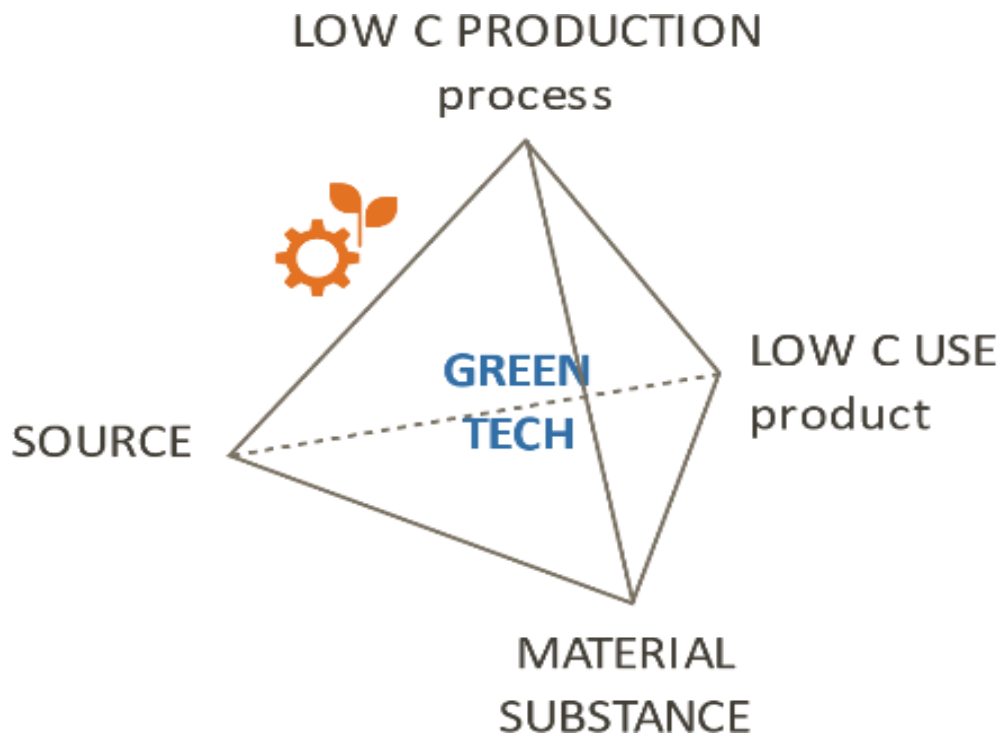 LOW C PRODUCTION
process
LOW C USE
product
GREEN
TECH
SOURCE
MATERIAL
SUBSTANCE